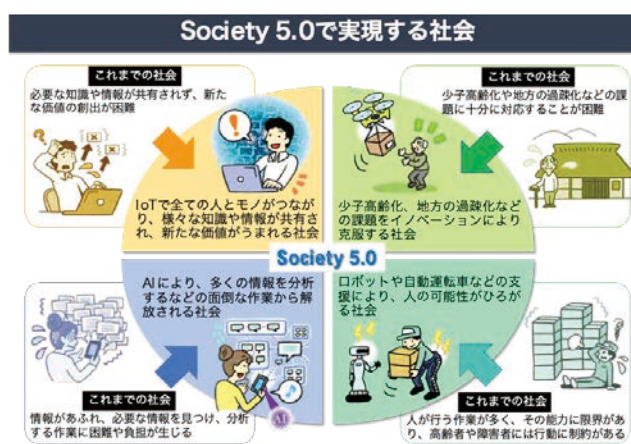 Society 5.0で実現する社会
これまでの社会
必要な知識や情報が共有されず、新た
な価値の創出が困難
IoTで全ての人とモノがつなが
り、様々な知識や情報が共有さ
れ、新たな価値がうまれる社会
これまでの社会
少子高齢化や地方の過疎化などの課
題に十分に対応することが困難
少子高齢化、地方の過疎化など
の課題をイノベーションにより
克服する社会
Society 5.0
AIにより、多くの情報を分析
するなどの面倒な作業から解
放される社会
AI
これまでの社会
情報があふれ、必要な情報を見つけ、分析
する作業に困難や負担が生じる
ロボットや自動運転車などの支
援により、人の可能性がひろが
る社会
これまでの社会
人が行う作業が多く、その能力に限界があ
り、高齢者や障害者には行動に制約がある